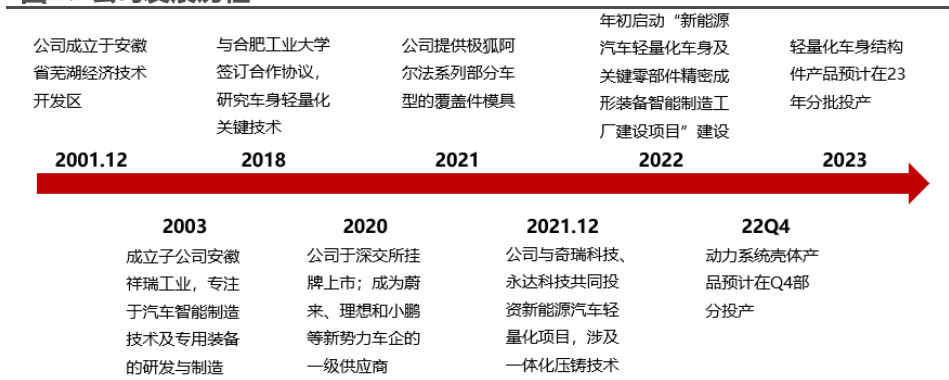 公司成立于安徽
省芜湖经济技术
开发区
与合肥工业大学
签订合作协议，
研究车身轻量化
关键技术
公司提供极狐阿
尔法系列部分车
型的覆盖件模具
年初启动“新能源
汽车轻量化车身及
关键零部件精密成
形装备智能制造工
厂建设项目”建设
轻量化车身结构
件产品预计在23
年分批投产
2001.12
2018
2021
2022
2023
2003
2020
2021.12
22Q4
成立子公司安徽
祥瑞工业，专注
于汽车智能制造
技术及专用装备
的研发与制造
公司于深交所挂
牌上市；成为蔚
来、理想和小鹏
等新势力车企的
一级供应商
公司与奇瑞科技、
永达科技共同投
资新能源汽车轻
量化项目，涉及
一体化压铸技术
动力系统壳体产
品预计在Q4部
分投产